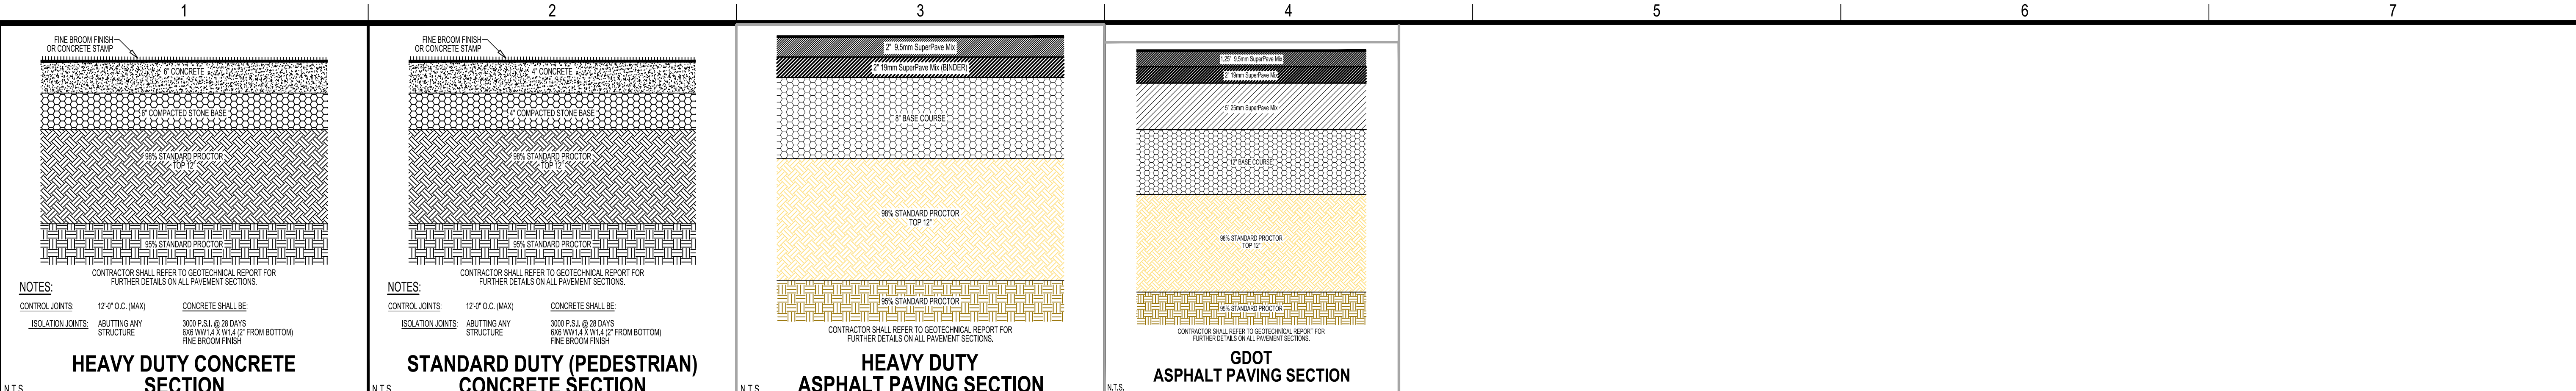 1 2 3 4 5 6 7
FINE BROOM FINISH
OR CONCRETE STAMP
6" CONCRETE
6" COMPACTED STONE BASE
98% STANDARD PROCTOR
TOP 12"
95% STANDARD PROCTOR
CONTRACTOR SHALL REFER TO GEOTECHNICAL REPORT FOR
FURTHER DETAILS ON ALL PAVEMENT SECTIONS.
NOTES:
CONTROL JOINTS: 12'-0" O.C. (MAX) CONCRETE SHALL BE:
ISOLATION JOINTS: ABUTTING ANY 3000 P.S.I. @ 28 DAYS
STRUCTURE 6X6 WW1.4 X W1.4 (2" FROM BOTTOM)
FINE BROOM FINISH
HEAVY DUTY CONCRETE
N.T.S. SECTION
FINE BROOM FINISH
OR CONCRETE STAMP
4" CONCRETE
4" COMPACTED STONE BASE
98% STANDARD PROCTOR
TOP 12"
95% STANDARD PROCTOR
CONTRACTOR SHALL REFER TO GEOTECHNICAL REPORT FOR
FURTHER DETAILS ON ALL PAVEMENT SECTIONS.
NOTES:
CONTROL JOINTS: 12'-0" O.C. (MAX) CONCRETE SHALL BE:
ISOLATION JOINTS: ABUTTING ANY 3000 P.S.I. @ 28 DAYS
STRUCTURE 6X6 WW1.4 X W1.4 (2" FROM BOTTOM)
FINE BROOM FINISH
STANDARD DUTY (PEDESTRIAN)
N.T.S. CONCRETE SECTION
2" 9.5mm SuperPave Mix
2" 19mm SuperPave Mix (BINDER)
8" BASE COURSE
98% STANDARD PROCTOR
TOP 12"
95% STANDARD PROCTOR
CONTRACTOR SHALL REFER TO GEOTECHNICAL REPORT FOR
FURTHER DETAILS ON ALL PAVEMENT SECTIONS.
HEAVY DUTY
N.T.S. ASPHALT PAVING SECTION
1.25" 9.5mm SuperPave Mix
2" 19mm SuperPave Mix
5" 25mm SuperPave Mix
12" BASE COURSE
98% STANDARD PROCTOR
TOP 12"
95% STANDARD PROCTOR
CONTRACTOR SHALL REFER TO GEOTECHNICAL REPORT FOR
FURTHER DETAILS ON ALL PAVEMENT SECTIONS.
GDOT
ASPHALT PAVING SECTION
N.T.S.